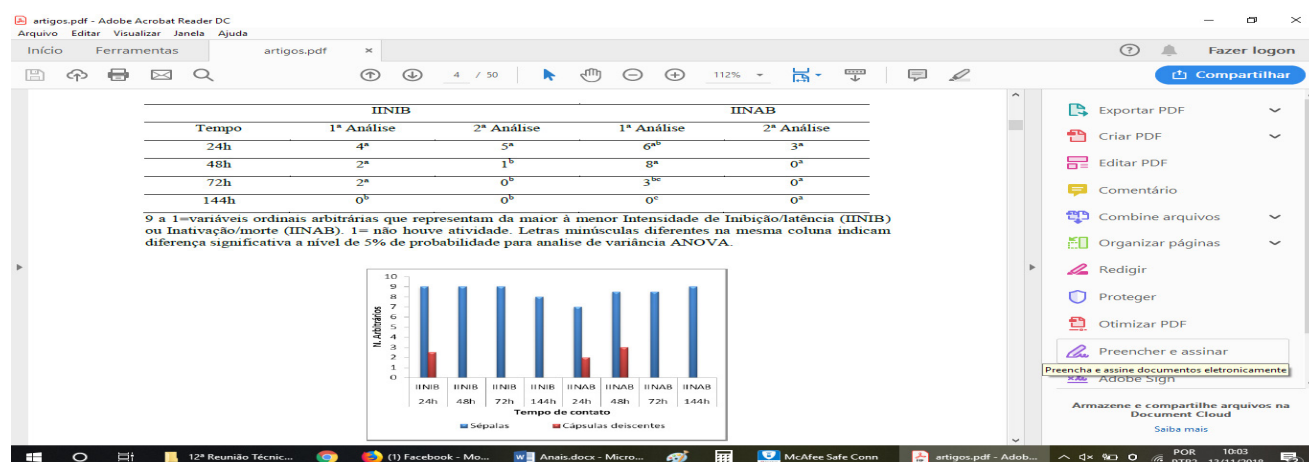 artigos.pdf - Adobe Acrobat Reader DC
Arquivo Editar Visualizar Janela Ajuda
Início Ferramentas artigos.pdf × Fazer logon
4 / 50 112% Compartilhar
IINIB IINAB
Tempo 1ª Análise 2ª Análise 1ª Análise 2ª Análise
24h 4ª 5ª 6ªᵇ 3ª
48h 2ª 1ᵇ 8ª 0ª
72h 2ª 0ᵇ 3ᵇᶜ 0ª
144h 0ᵇ 0ᵇ 0ᶜ 0ª
9 a 1=variáveis ordinais arbitrárias que representam da maior à menor Intensidade de Inibição/latência (IINIB)
ou Inativação/morte (IINAB). 1= não houve atividade. Letras minúsculas diferentes na mesma coluna indicam
diferença significativa a nível de 5% de probabilidade para analise de variância ANOVA.
N. Arbitrários
10
9
8
7
6
5
4
3
2
1
0
IINIB IINIB IINIB IINIB IINAB IINAB IINAB IINAB
24h 48h 72h 144h 24h 48h 72h 144h
Tempo de contato
Sépalas Cápsulas deiscentes
Exportar PDF
Criar PDF
Editar PDF
Comentário
Combine arquivos
Organizar páginas
Redigir
Proteger
Otimizar PDF
Preencher e assinar
Preencha e assine documentos eletronicamente
Adobe Sign
Armazene e compartilhe arquivos na
Document Cloud
Saiba mais
12ª Reunião Técnic... (1) Facebook - Mo... Anais.docx - Micro... McAfee Safe Conn artigos.pdf - Adob... POR 10:03
PTB2 13/11/2018